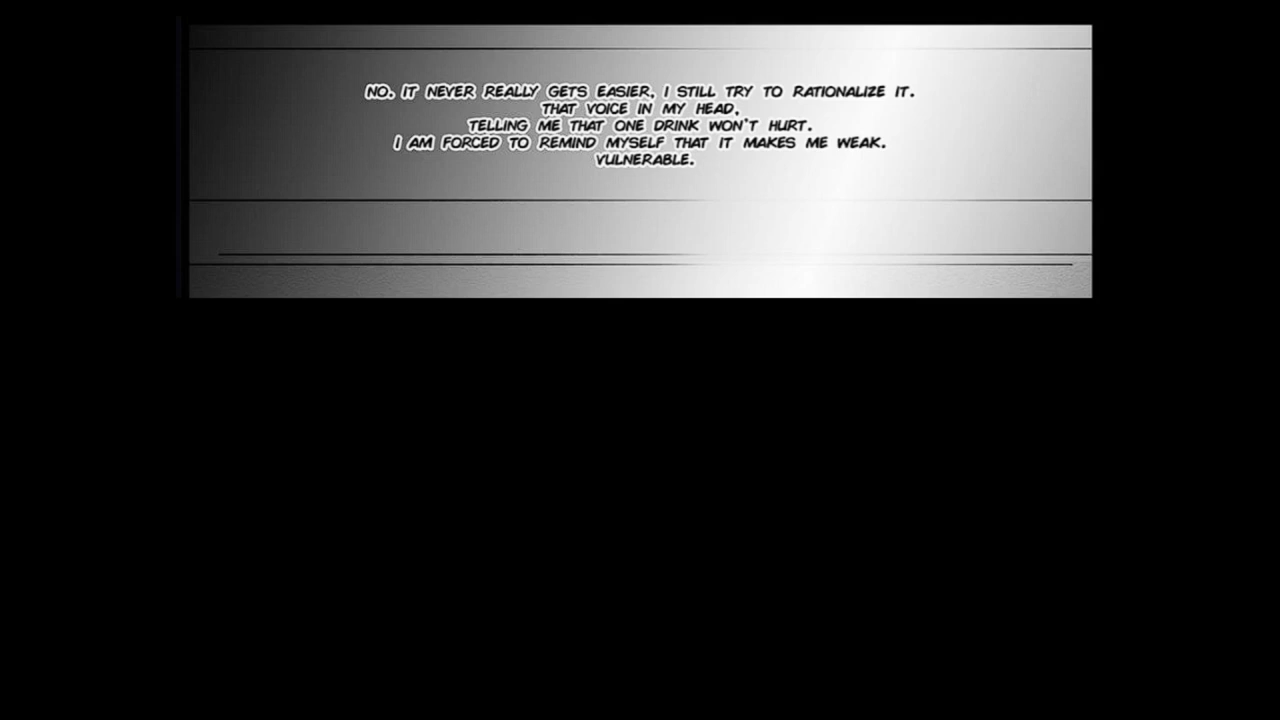 NO. IT NEVER REALLY GETS EASIER, I STILL TRY TO RATIONALIZE IT.
THAT VOICE IN MY HEAD,
TELLING ME THAT ONE DRINK WON'T HURT.
I AM FORCED TO REMIND MYSELF THAT IT MAKES ME WEAK.
VULNERABLE.